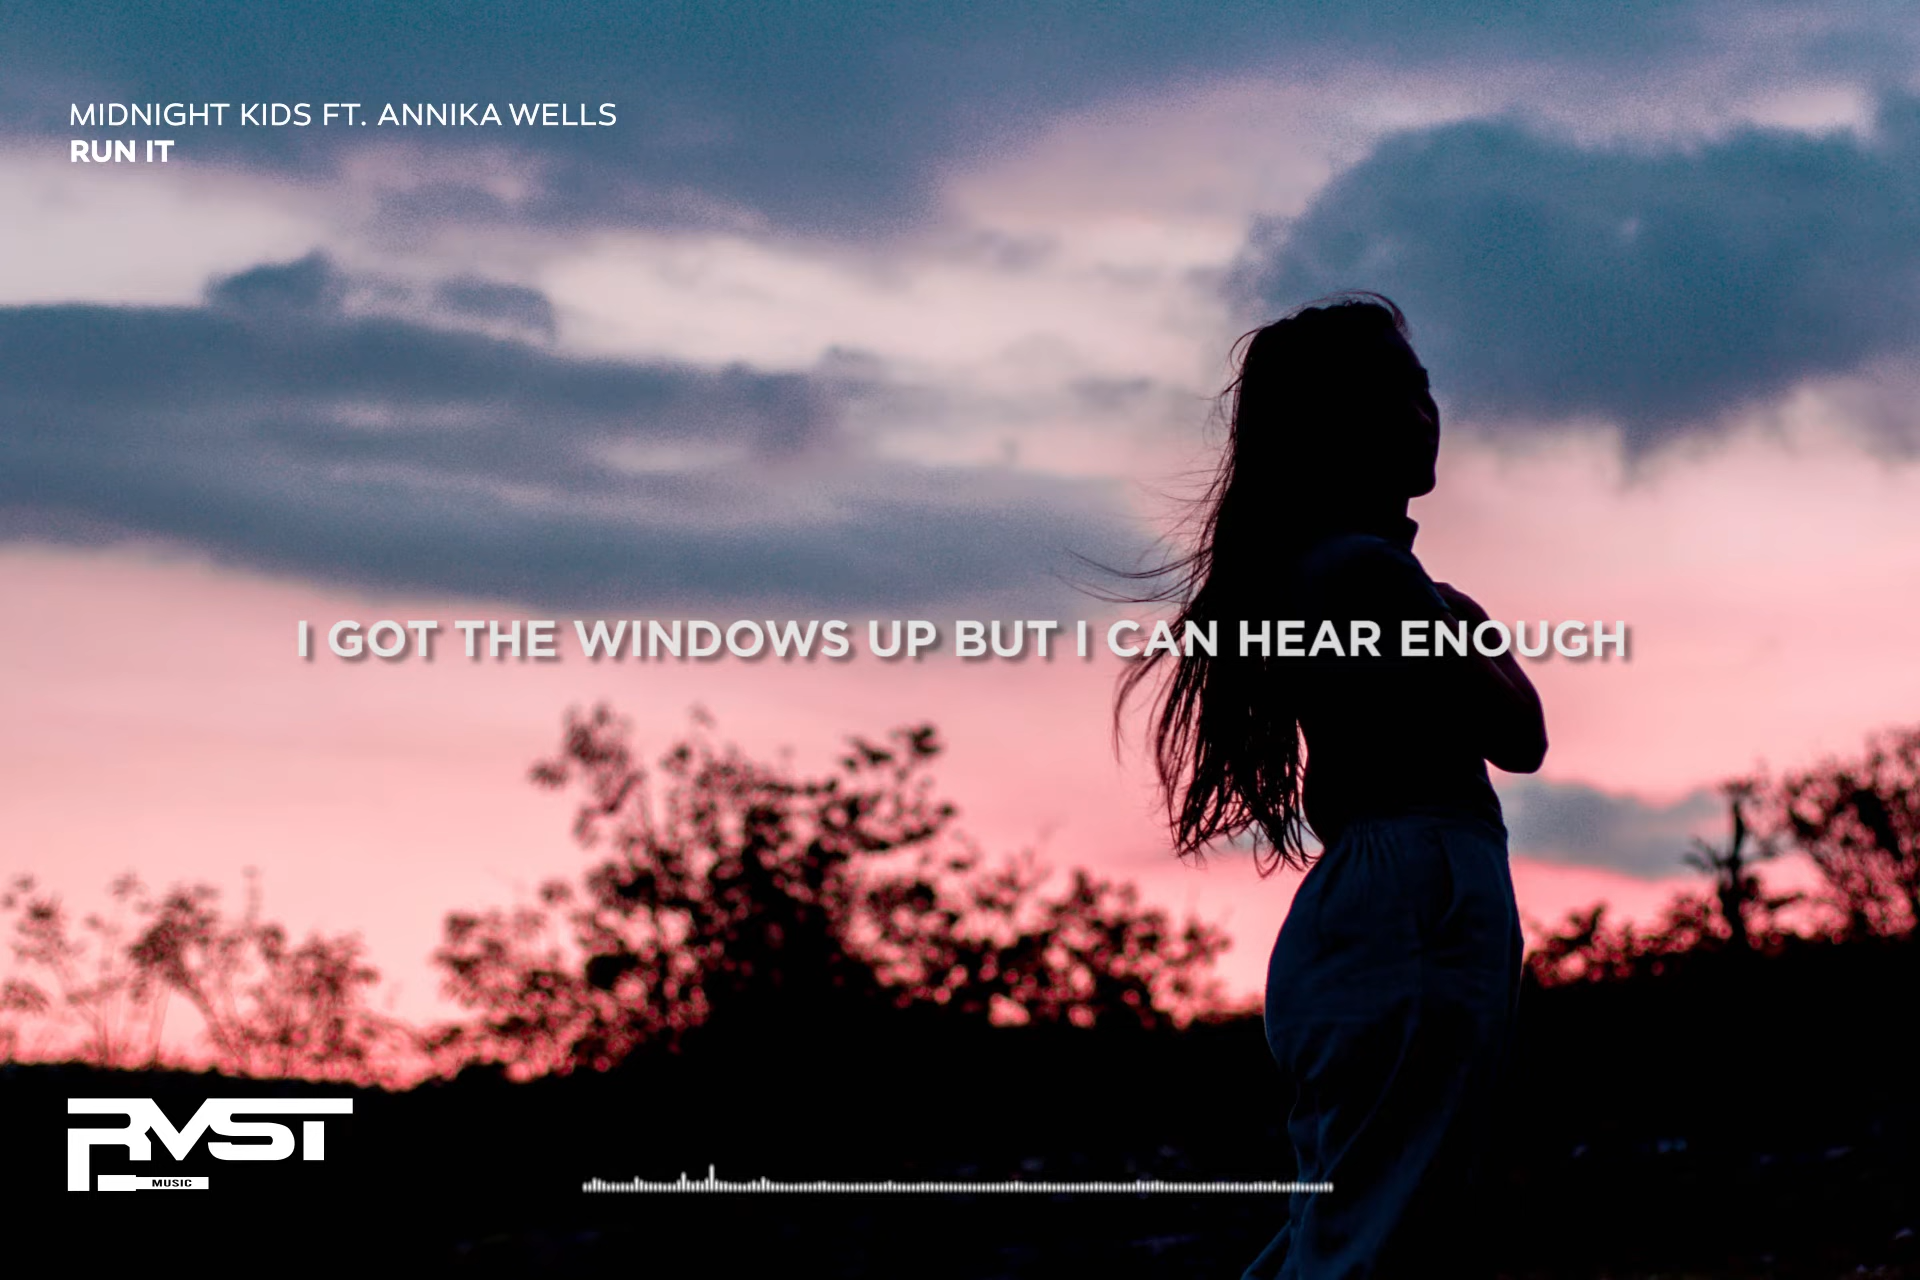 MIDNIGHT KIDS FT. ANNIKA WELLS
RUN IT
I GOT THE WINDOWS UP BUT I CAN HEAR ENOUGH
RVST
MUSIC